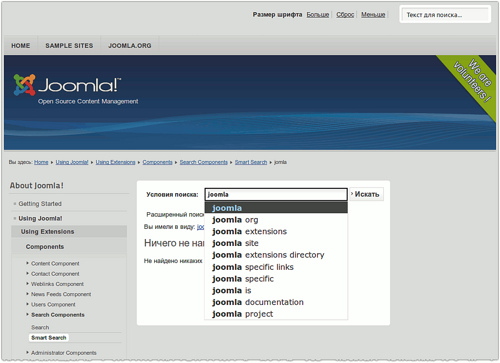 Размер шрифта Больше Сброс Меньше Текст для поиска...
HOME SAMPLE SITES JOOMLA.ORG
Joomla!™
Open Source Content Management
We are volunteers!
Вы здесь: Home Using Joomla! Using Extensions Components Search Components Smart Search joomla
About Joomla!
Getting Started
Using Joomla!
Using Extensions
Components
Content Component
Contact Component
Weblinks Component
News Feeds Component
Users Component
Search Components
Search
Smart Search
Administrator Components
Условия поиска: joomla Искать
Расширенный
Вы имели в виду:
Ничего не
Не найдено никаких
joomla
joomla org
joomla extensions
joomla site
joomla extensions directory
joomla specific links
joomla specific
joomla is
joomla documentation
joomla project